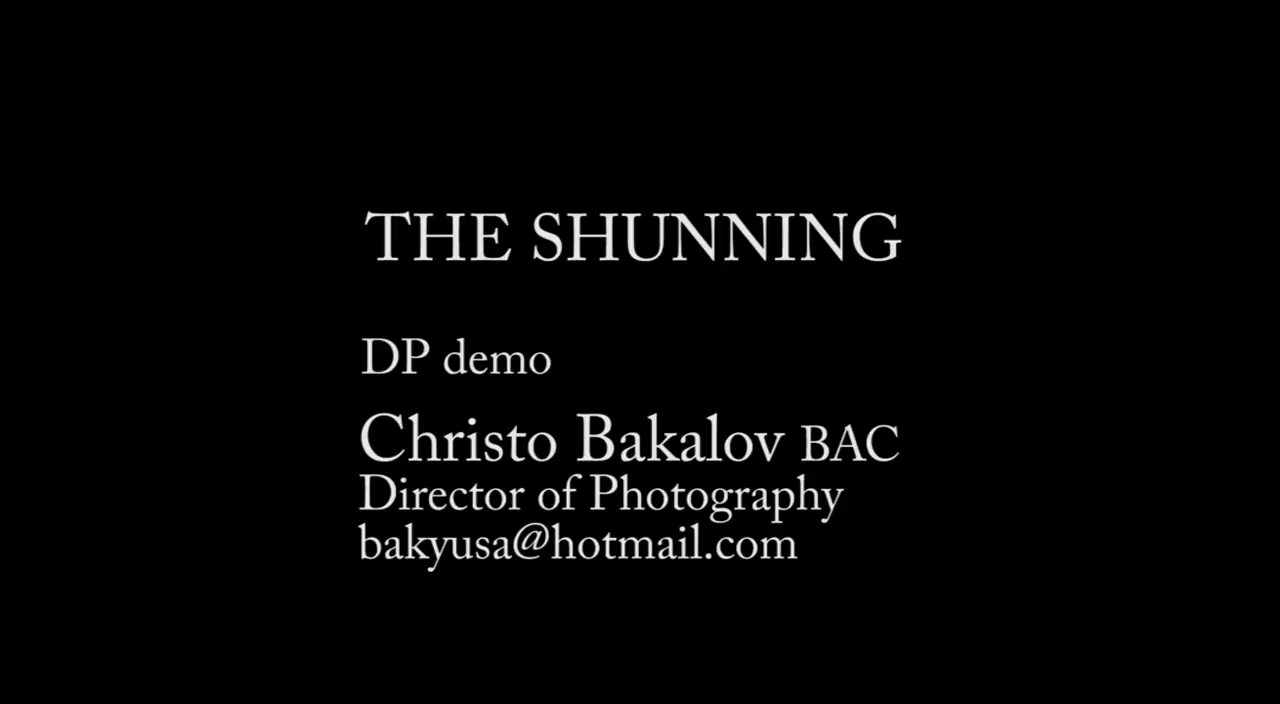 THE SHUNNING
DP demo
Christo Bakalov BAC
Director of Photography
bakyusa@hotmail.com